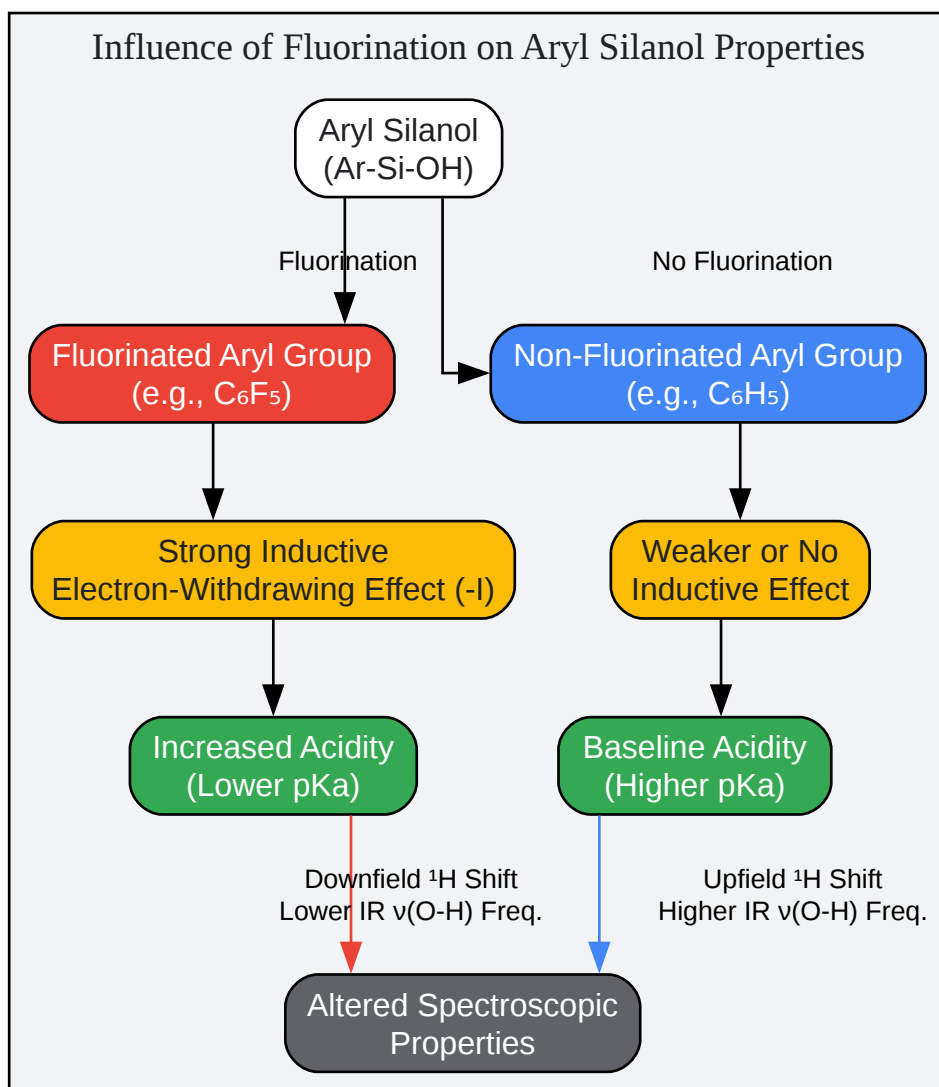 Influence of Fluorination on Aryl Silanol Properties
Aryl Silanol
(Ar-Si-OH)
Fluorination
No Fluorination
Fluorinated Aryl Group
(e.g., C₆F₅)
Non-Fluorinated Aryl Group
(e.g., C₆H₅)
Strong Inductive
Electron-Withdrawing Effect (-I)
Weaker or No
Inductive Effect
Increased Acidity
(Lower pKa)
Baseline Acidity
(Higher pKa)
Downfield ¹H Shift
Lower IR ν(O-H) Freq.
Upfield ¹H Shift
Higher IR ν(O-H) Freq.
Altered Spectroscopic
Properties